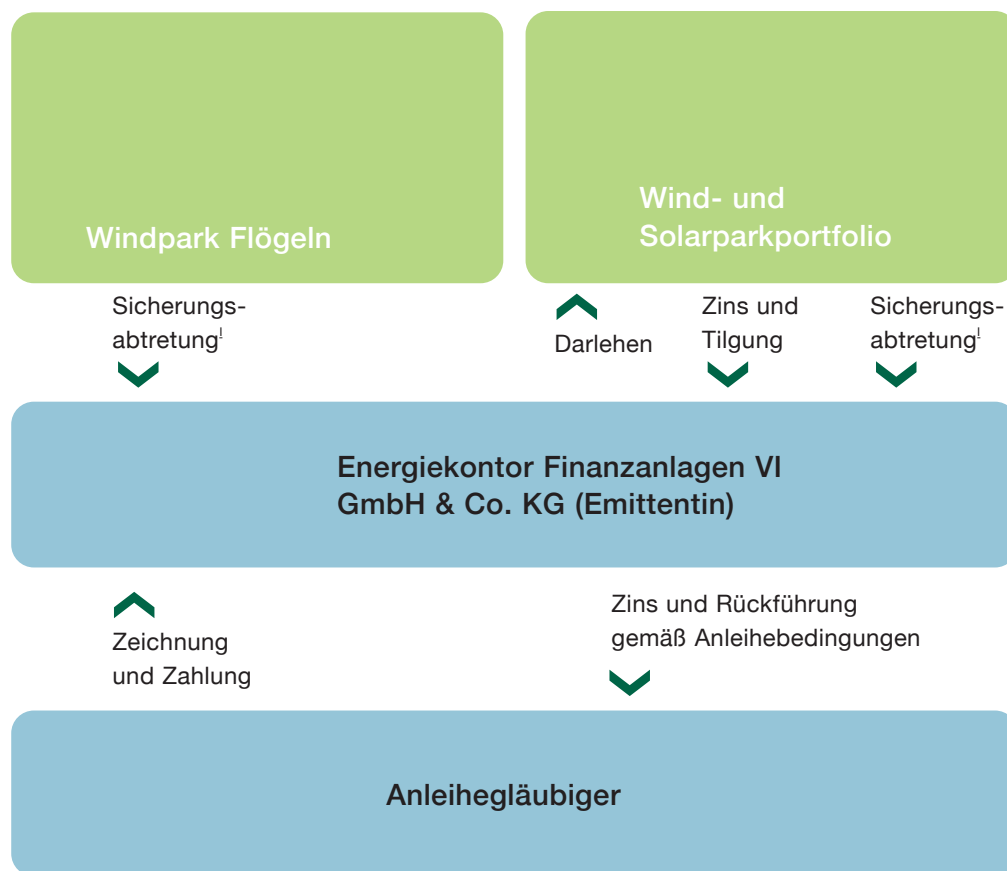 Windpark Flögeln
Wind- und
Solarparkportfolio
Sicherungs-
abtretung!
Darlehen
Zins und
Tilgung
Sicherungs-
abtretung!
Energiekontor Finanzanlagen VI
GmbH & Co. KG (Emittentin)
Zeichnung
und Zahlung
Zins und Rückführung
gemäß Anleihebedingungen
Anleihegläubiger